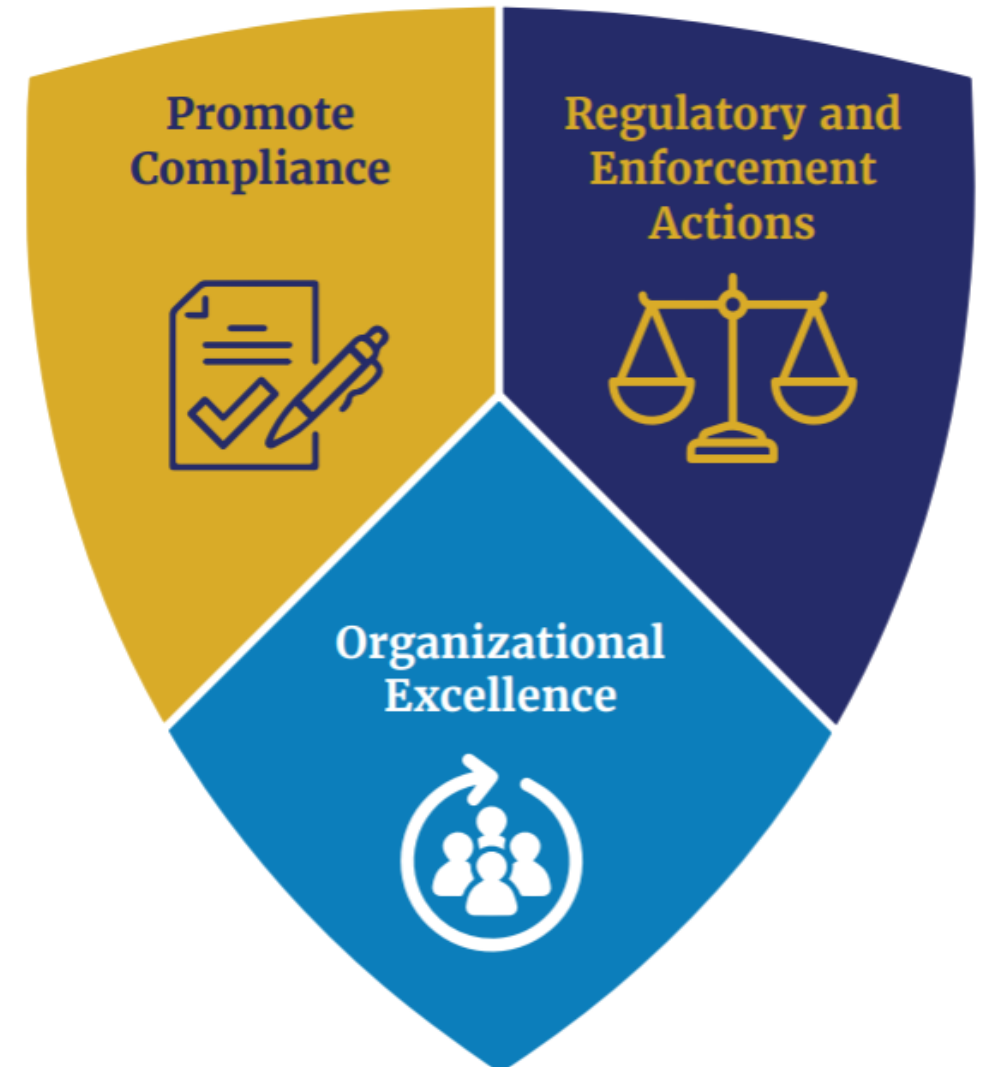 Promote
Compliance
Regulatory and
Enforcement
Actions
Organizational
Excellence